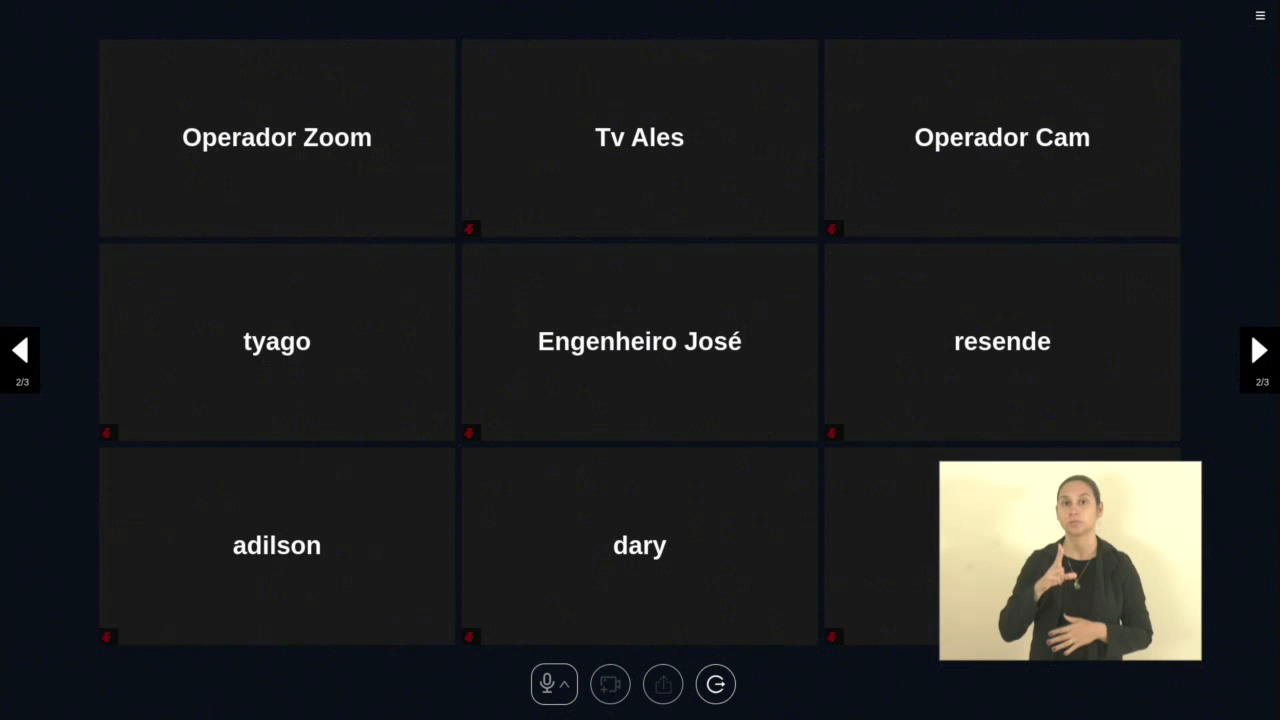 Operador Zoom
Tv Ales
Operador Cam
tyago
Engenheiro José
resende
2/3
2/3
adilson
dary